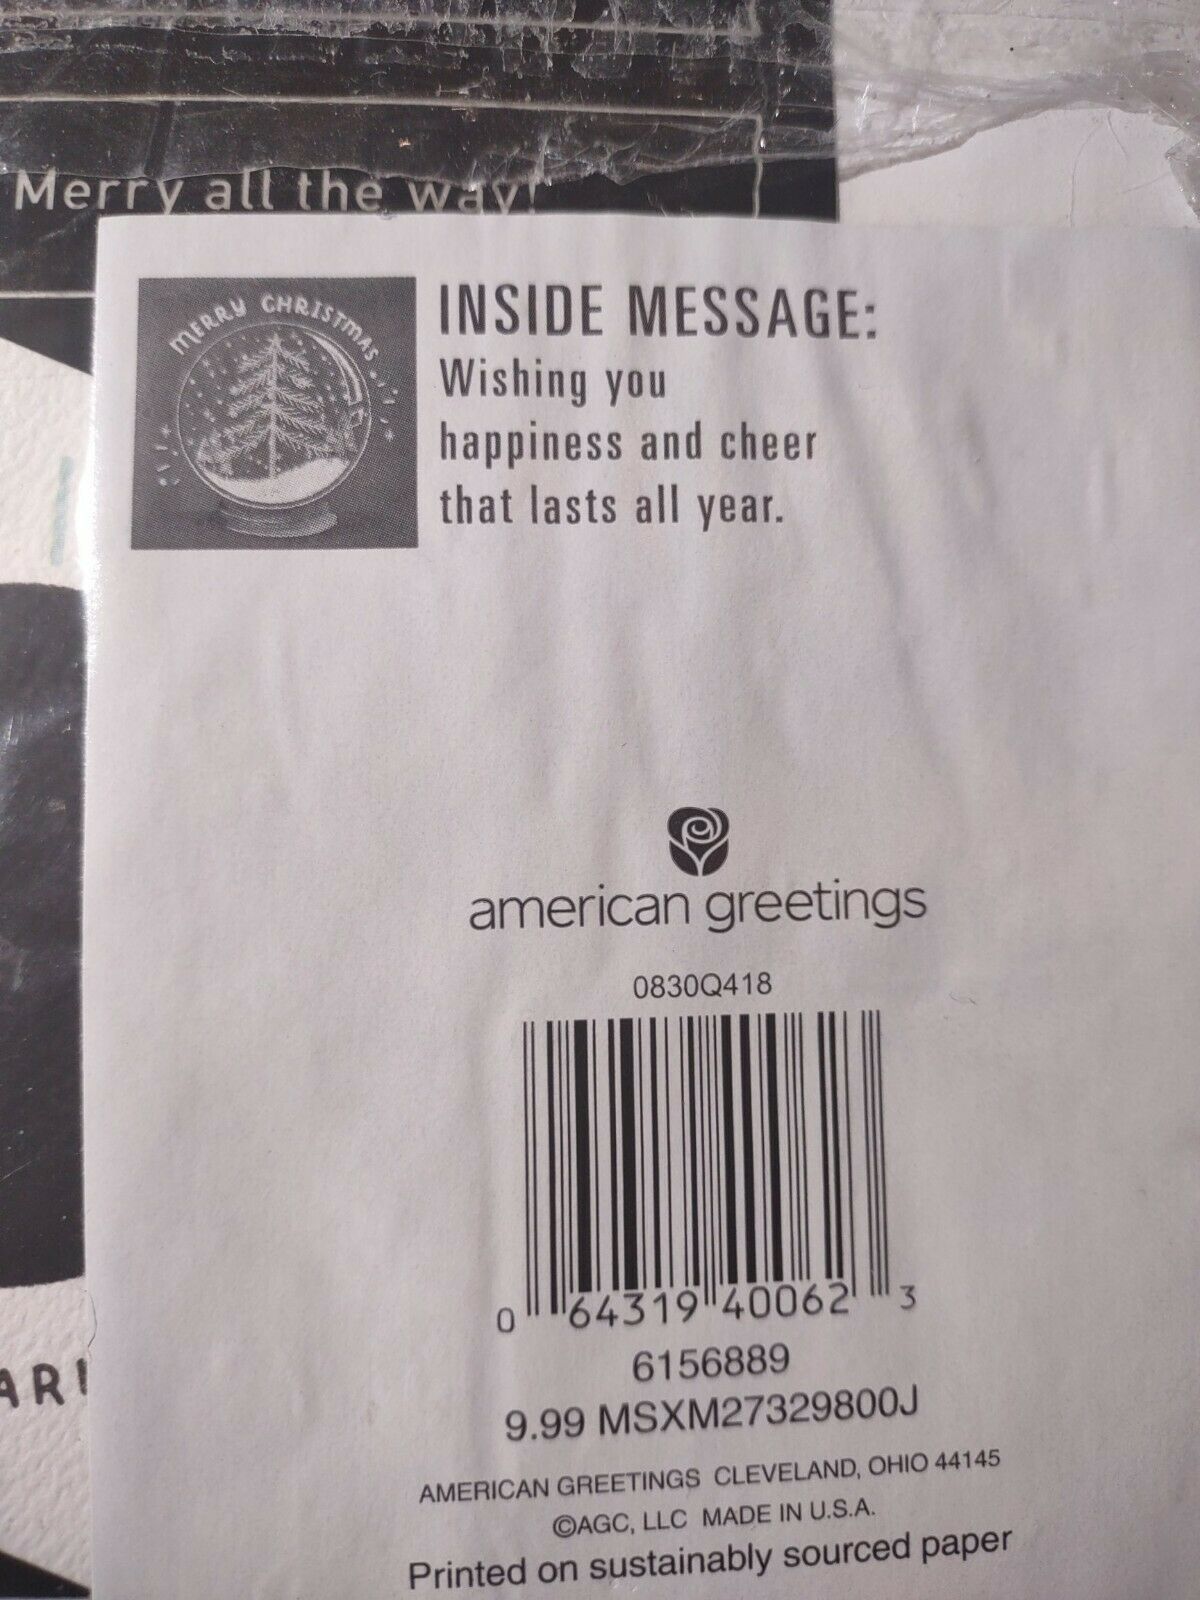 Merry all the way!
MERRY CHRISTMAS
INSIDE MESSAGE:
Wishing you
happiness and cheer
that lasts all year.
american greetings
0830Q418
0 64319 40062 3
6156889
9.99 MSXM27329800J
AMERICAN GREETINGS CLEVELAND, OHIO 44145
©AGC, LLC MADE IN U.S.A.
Printed on sustainably sourced paper